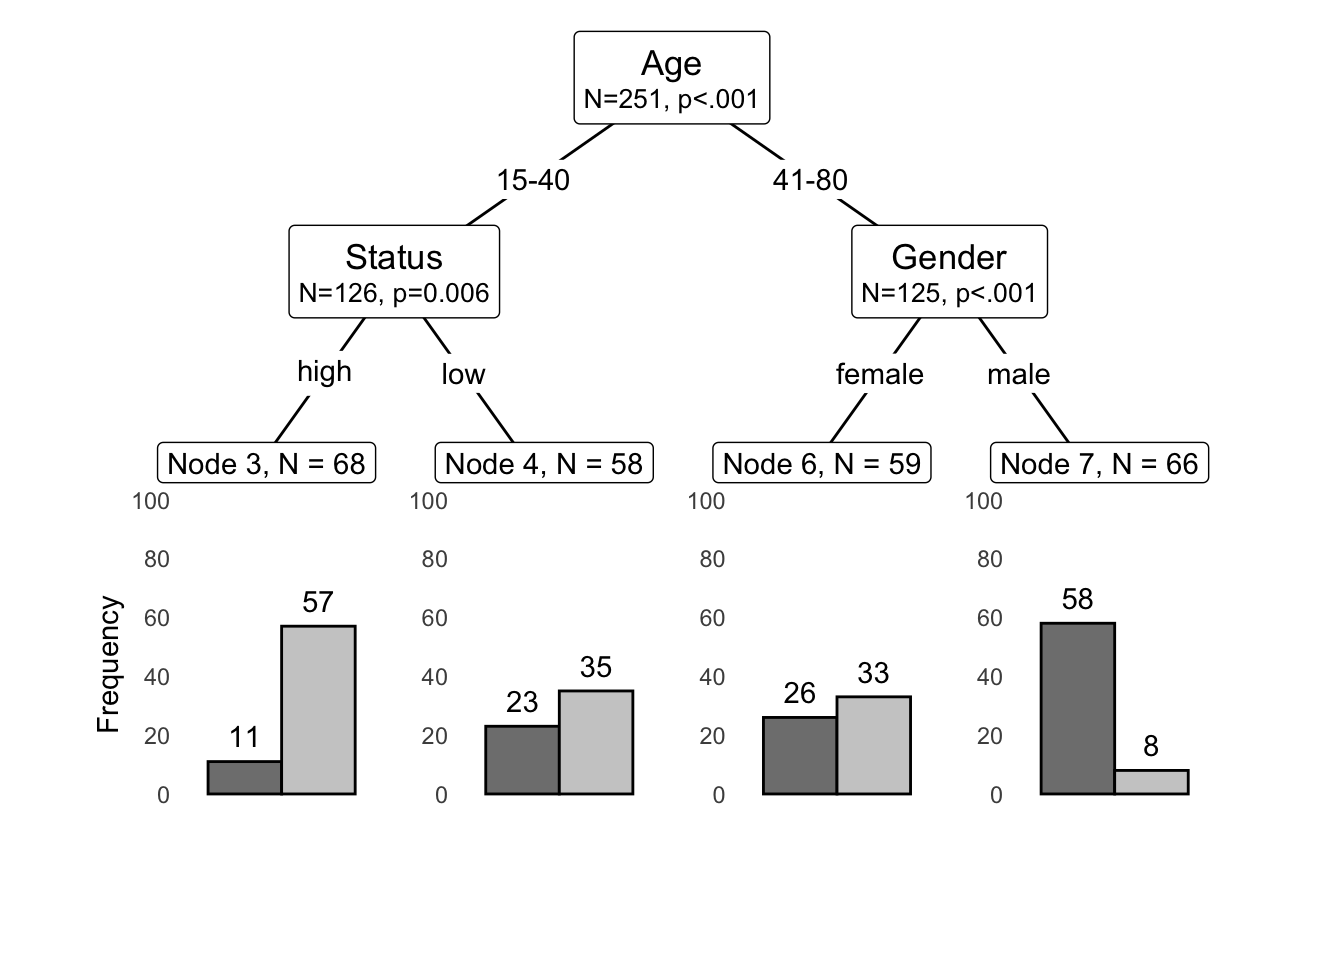 Age
N=251, p<.001
15-40
41-80
Status
N=126, p=0.006
Gender
N=125, p<.001
high
low
female
male
Node 3, N = 68
Node 4, N = 58
Node 6, N = 59
Node 7, N = 66
Frequency
100
80
60
40
20
0
11
57
100
80
60
40
20
0
23
35
100
80
60
40
20
0
26
33
100
80
60
40
20
0
58
8